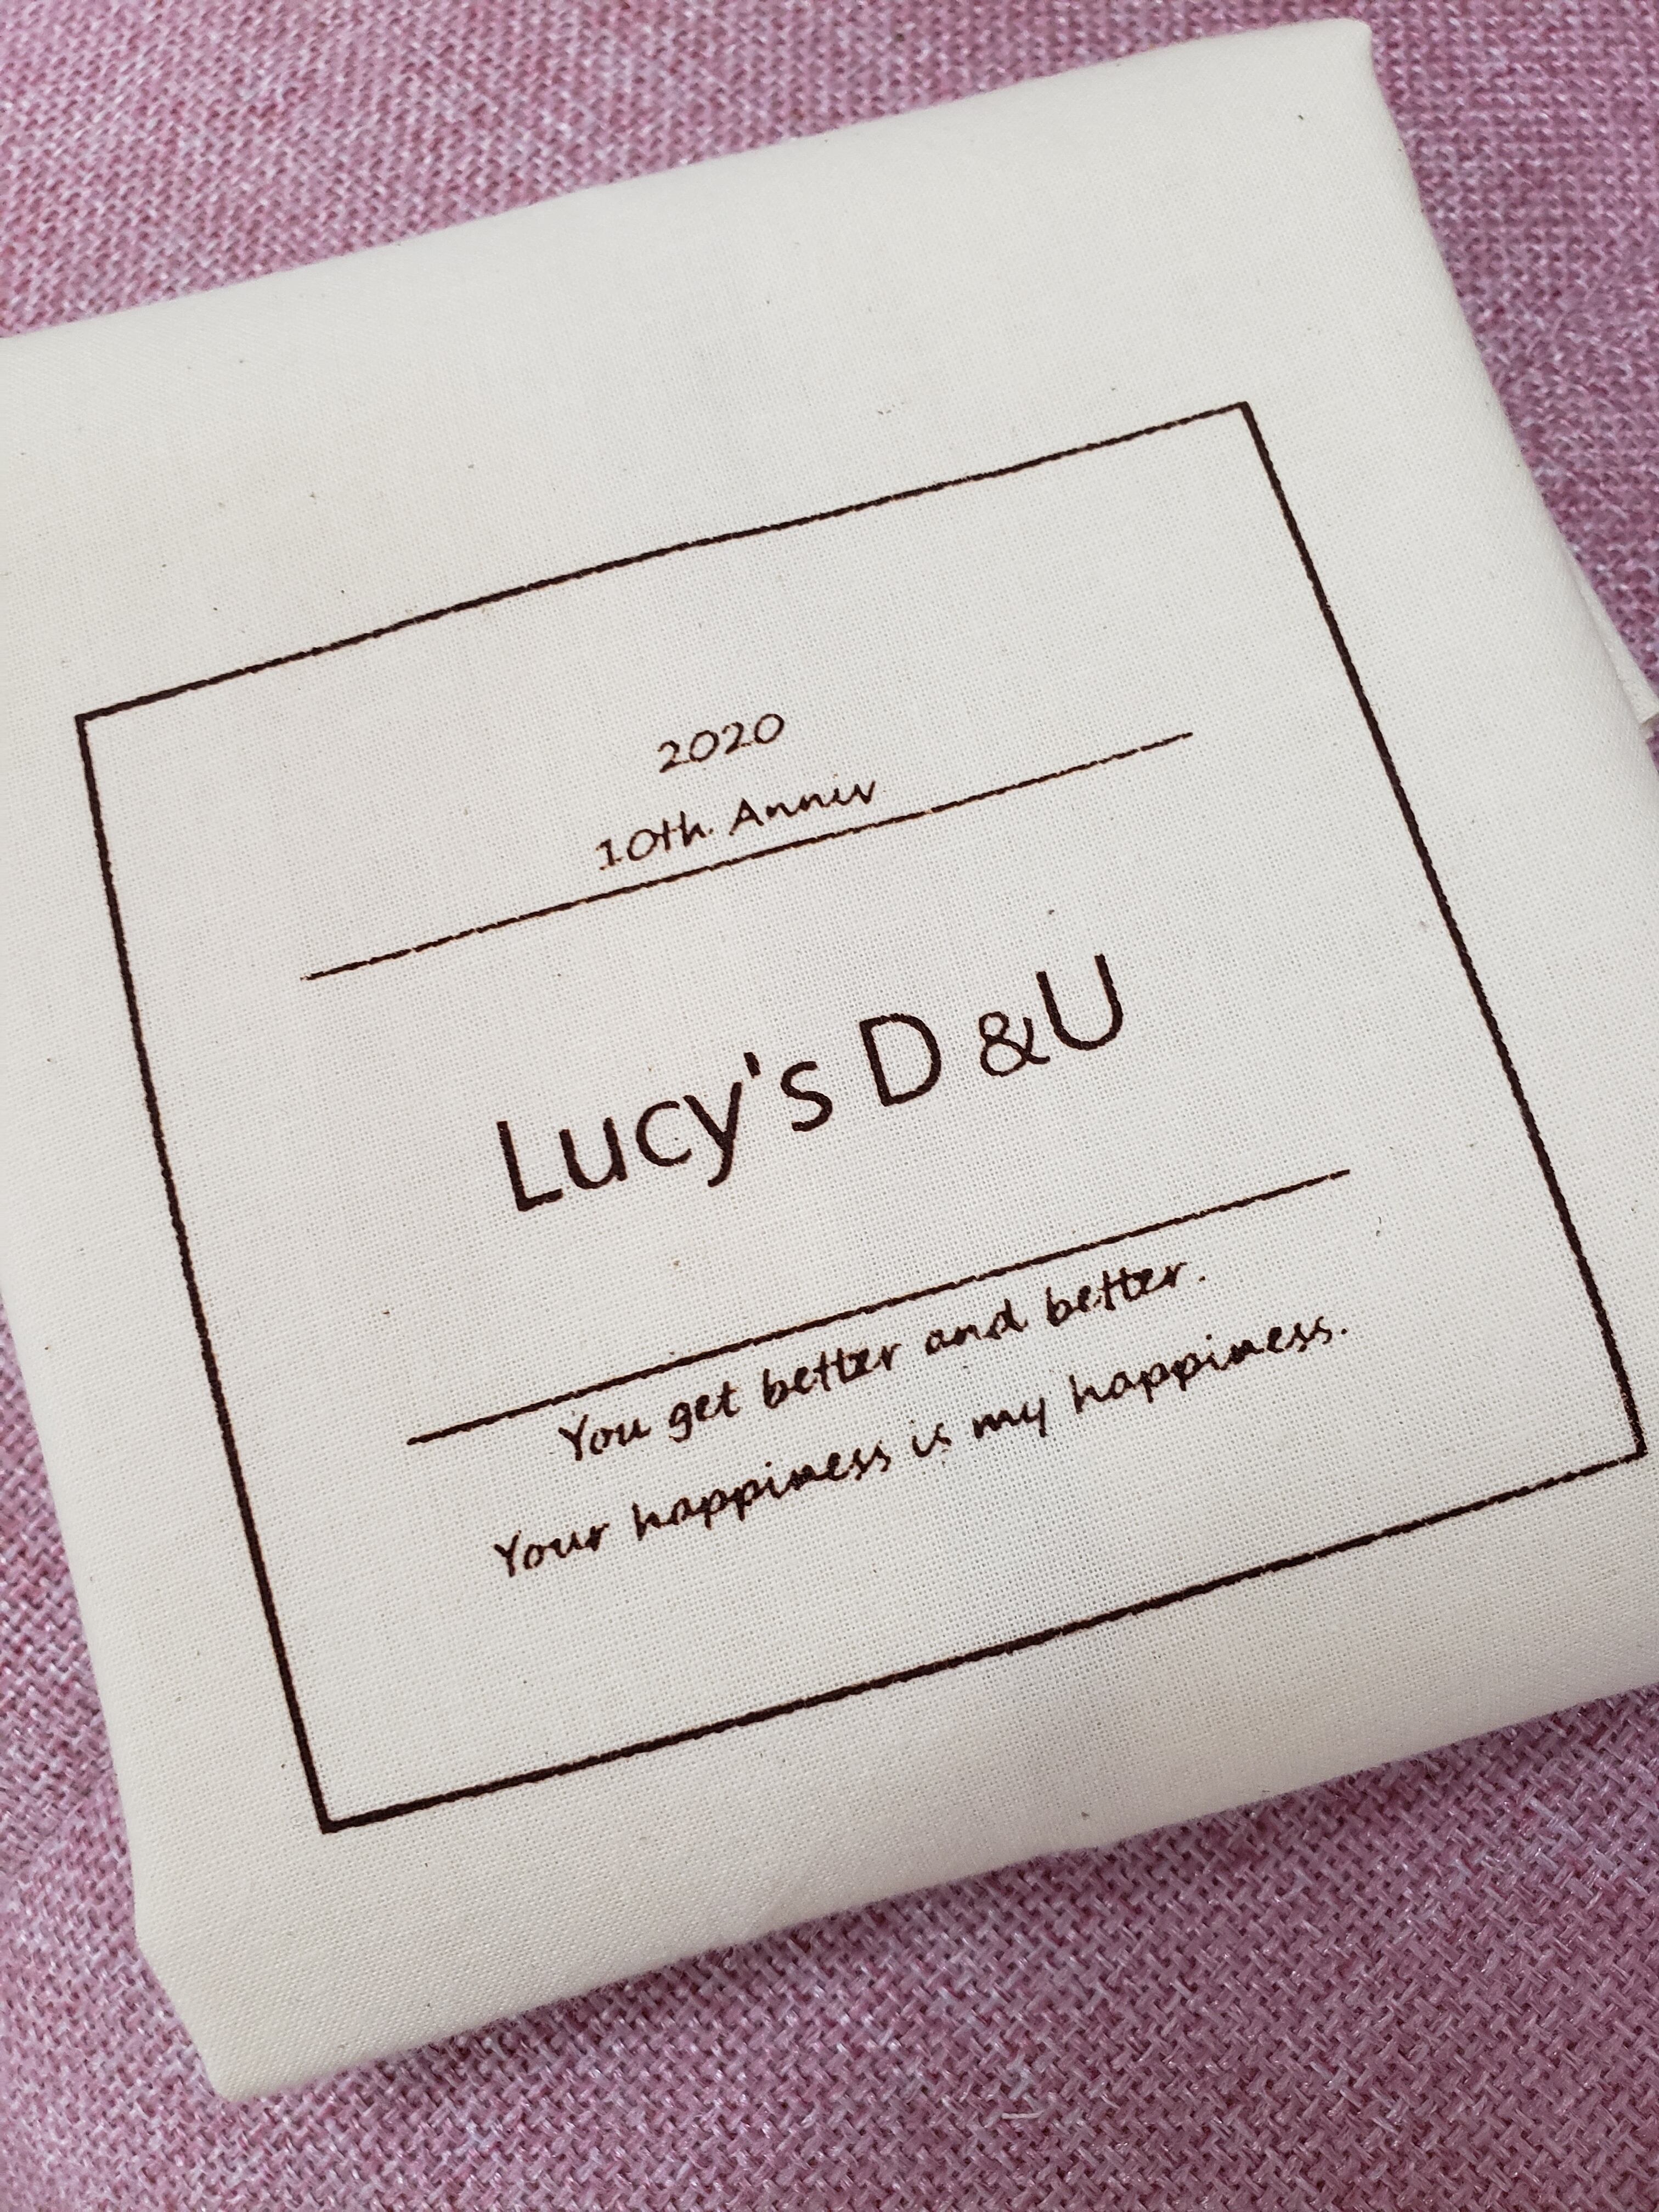 2020
10th. Anniv
Lucy's D &U
You get better and better.
Your happiness is my happiness.